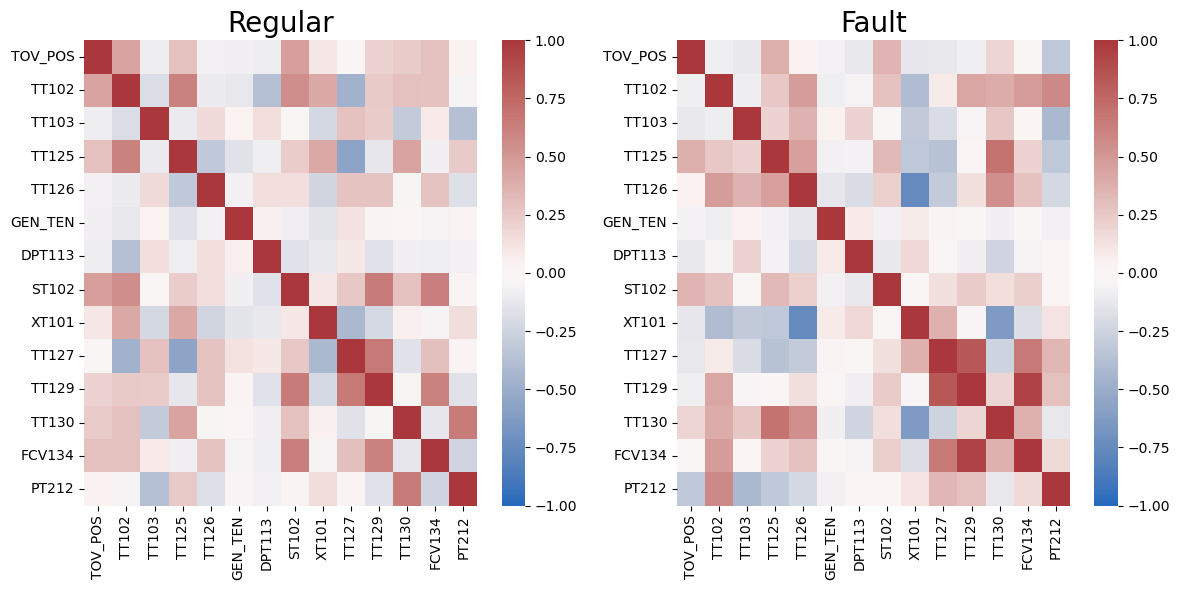 Regular
TOV_POS
TT102
TT103
TT125
TT126
GEN_TEN
DPT113
ST102
XT101
TT127
TT129
TT130
FCV134
PT212
TOV_POS
TT102
TT103
TT125
TT126
GEN_TEN
DPT113
ST102
XT101
TT127
TT129
TT130
FCV134
PT212
1.00
0.75
0.50
0.25
0.00
−0.25
−0.50
−0.75
−1.00
Fault
TOV_POS
TT102
TT103
TT125
TT126
GEN_TEN
DPT113
ST102
XT101
TT127
TT129
TT130
FCV134
PT212
TOV_POS
TT102
TT103
TT125
TT126
GEN_TEN
DPT113
ST102
XT101
TT127
TT129
TT130
FCV134
PT212
1.00
0.75
0.50
0.25
0.00
−0.25
−0.50
−0.75
−1.00